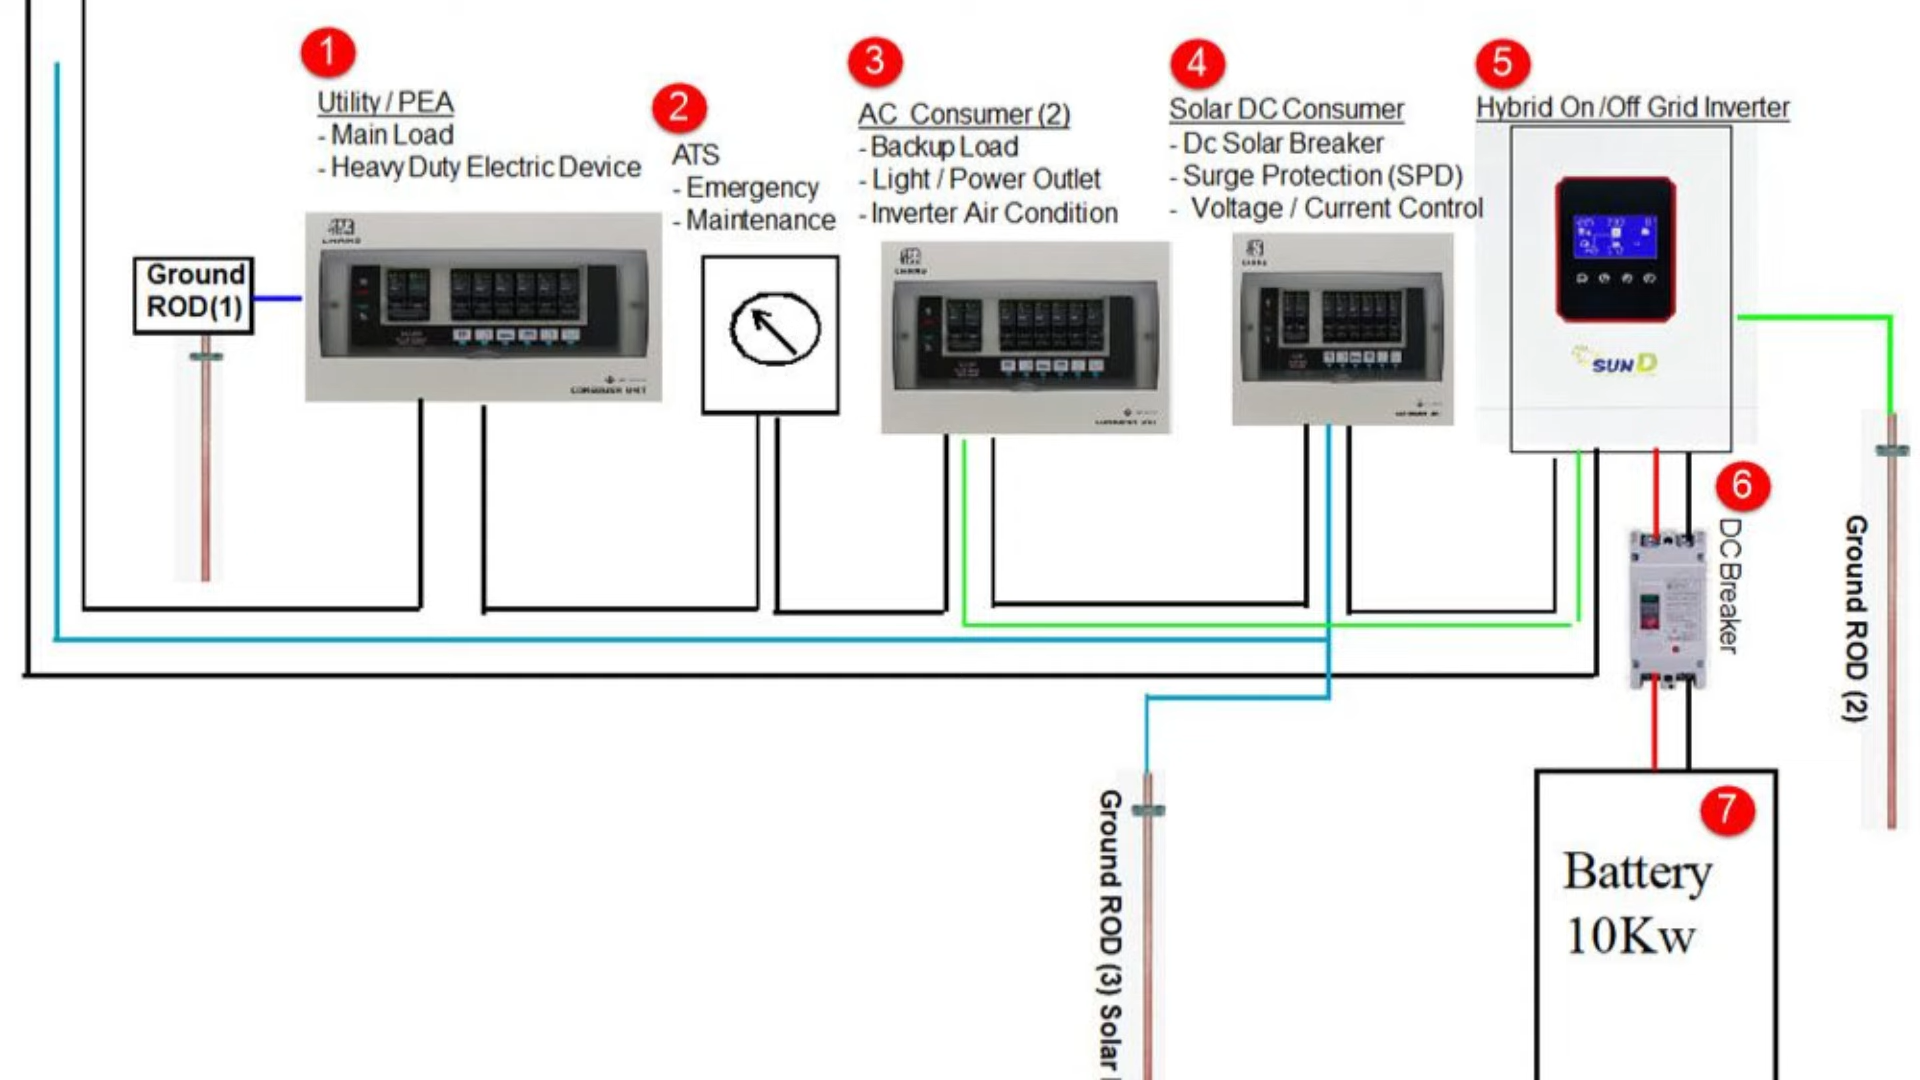 1
Utility / PEA
- Main Load
- Heavy Duty Electric Device
2
ATS
- Emergency
- Maintenance
3
AC Consumer (2)
- Backup Load
- Light / Power Outlet
- Inverter Air Condition
4
Solar DC Consumer
- Dc Solar Breaker
- Surge Protection (SPD)
- Voltage / Current Control
5
Hybrid On /Off Grid Inverter
Ground
ROD(1)
CONSUMER UNIT
SUN D
6
DC Breaker
Ground ROD (2)
Ground ROD (3) Solar
7
Battery
10Kw